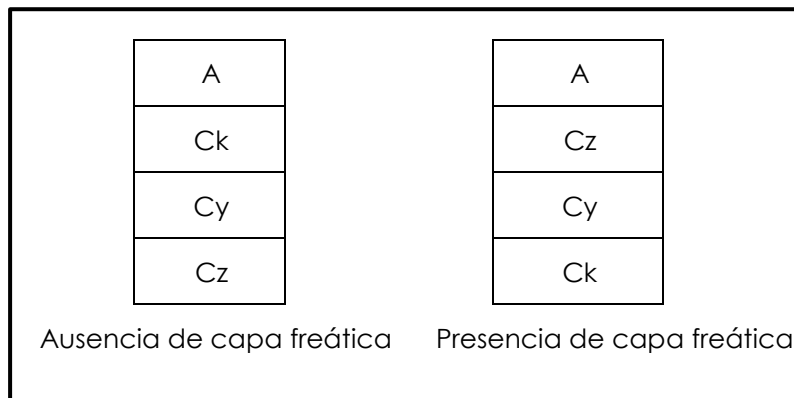 A
Ck
Cy
Cz
Ausencia de capa freática
A
Cz
Cy
Ck
Presencia de capa freática